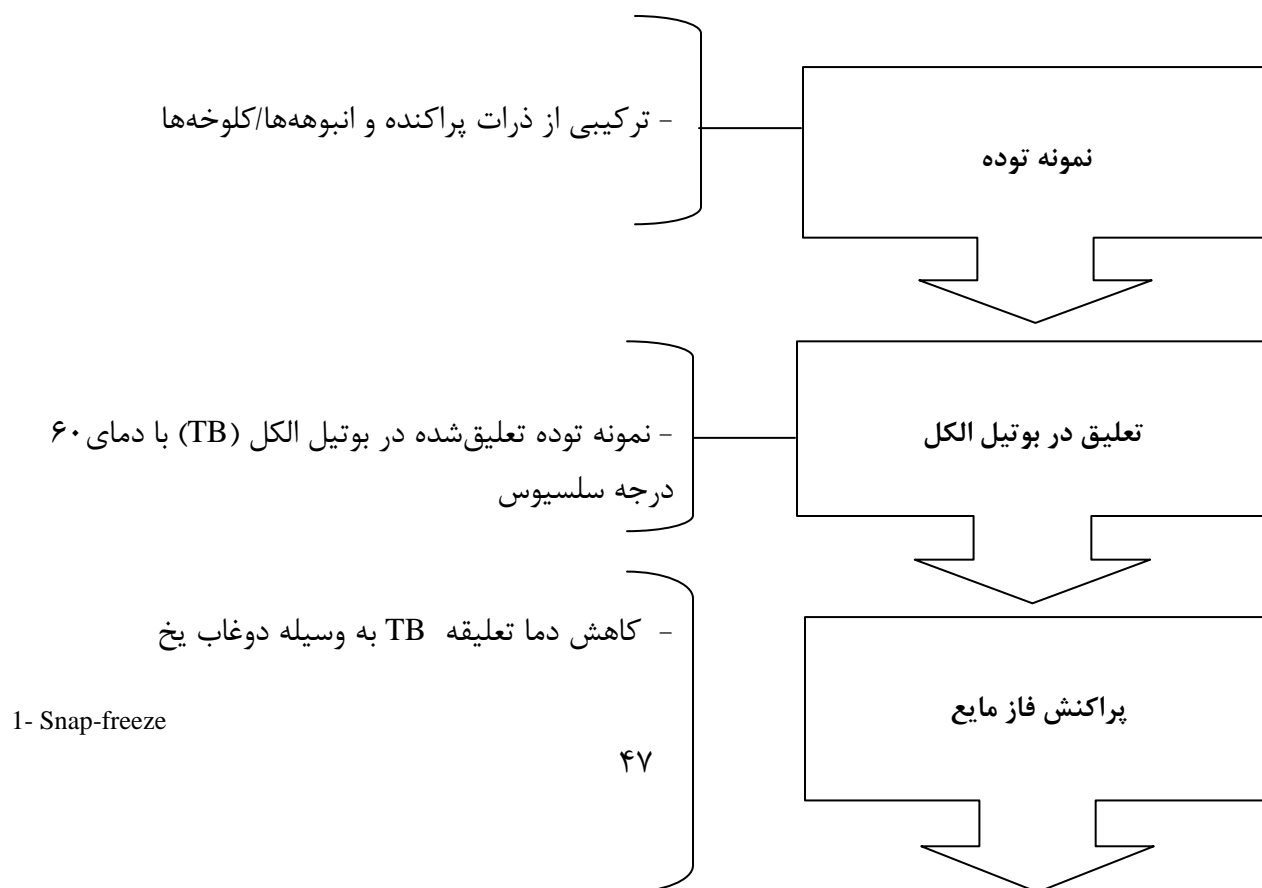 نمونه توده
- ترکیبی از ذرات پراکنده و انبوهه‌ها/کلوخه‌ها
تعلیق در بوتیل الکل
- نمونه توده تعلیق‌شده در بوتیل الکل (TB) با دمای ۶۰
درجه سلسیوس
پراکنش فاز مایع
- کاهش دما تعلیقه TB به وسیله دوغاب یخ
1- Snap-freeze
۴۷